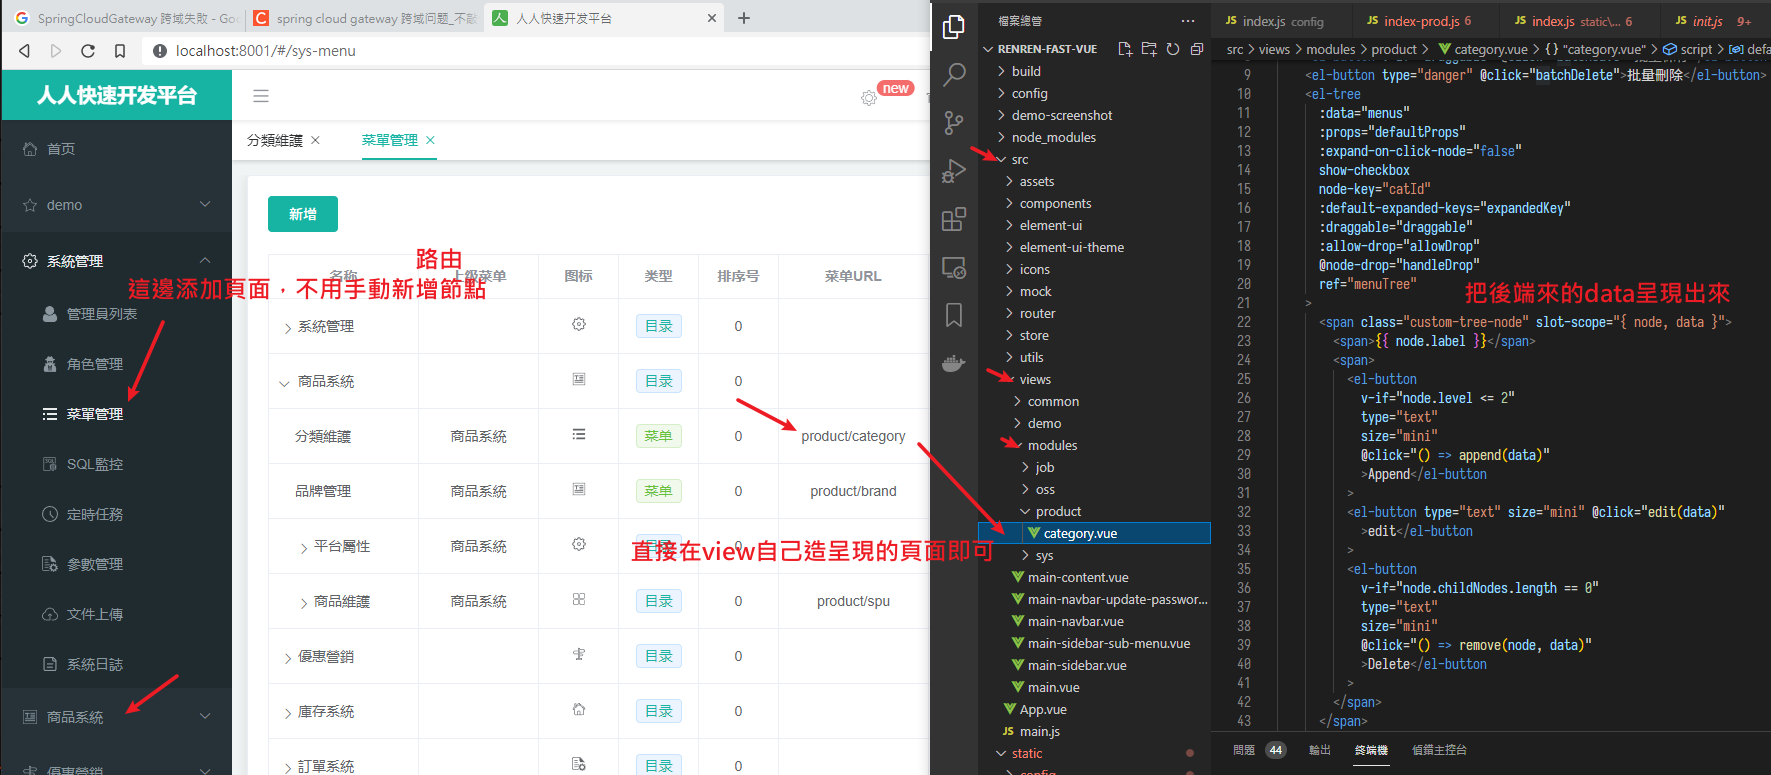 SpringCloudGateway 跨域失敗 - Goo
spring cloud gateway 跨域问题_不敲
人人快速开发平台
localhost:8001/#/sys-menu
人人快速开发平台
new
首页
demo
系統管理
管理員列表
角色管理
菜單管理
SQL監控
定時任務
參數管理
文件上傳
系統日誌
商品系統
優惠營銷
分類維護
菜單管理
新增
路由
這邊添加頁面，不用手動新增節點
名称 上级菜单 图标 类型 排序号 菜单URL
系統管理 目录 0
商品系統 目录 0
分類維護 商品系統 菜单 0 product/category
品牌管理 商品系統 菜单 0 product/brand
平台屬性 商品系統 目录 0
直接在view自己造呈現的頁面即可
商品維護 商品系統 目录 0 product/spu
優惠營銷 目录 0
庫存系統 目录 0
訂單系統 目录 0
檔案總管
RENREN-FAST-VUE
build
config
demo-screenshot
node_modules
src
assets
components
element-ui
element-ui-theme
icons
mock
router
store
utils
views
common
demo
modules
job
oss
product
category.vue
sys
main-content.vue
main-navbar-update-passwor...
main-navbar.vue
main-sidebar-sub-menu.vue
main-sidebar.vue
main.vue
App.vue
JS main.js
static
config
JS index.js config
JS index-prod.js 6
JS index.js static\... 6
JS init.js 9+
src > views > modules > product > category.vue > {} "category.vue" > script > defa
9 <el-button type="danger" @click="batchDelete">批量刪除</el-button>
10 <el-tree
11 :data="menus"
12 :props="defaultProps"
13 :expand-on-click-node="false"
14 show-checkbox
15 node-key="catId"
16 :default-expanded-keys="expandedKey"
17 :draggable="draggable"
18 :allow-drop="allowDrop"
19 @node-drop="handleDrop"
20 ref="menuTree"
把後端來的data呈現出來
21 >
22 <span class="custom-tree-node" slot-scope="{ node, data }">
23 <span>{{ node.label }}</span>
24 <span>
25 <el-button
26 v-if="node.level <= 2"
27 type="text"
28 size="mini"
29 @click="() => append(data)"
30 >Append</el-button
31 >
32 <el-button type="text" size="mini" @click="edit(data)"
33 >edit</el-button
34 >
35 <el-button
36 v-if="node.childNodes.length == 0"
37 type="text"
38 size="mini"
39 @click="() => remove(node, data)"
40 >Delete</el-button
41 >
42 </span>
43 </span>
問題 44 輸出 終端機 偵錯主控台